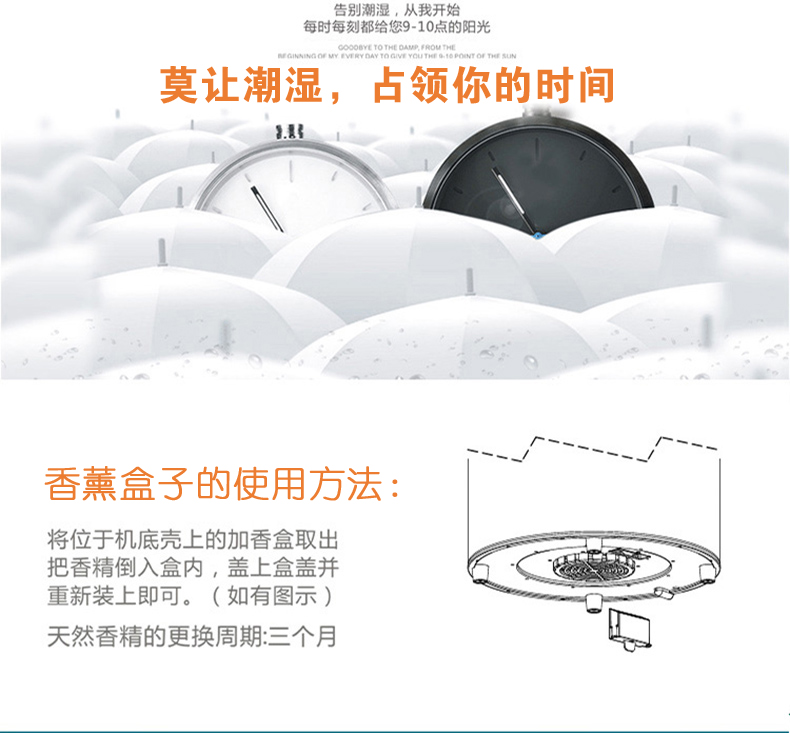 告别潮湿，从我开始
每时每刻都给您9-10点的阳光
GOODBYE TO THE DAMP, FROM THE
BEGINNING OF MY, EVERY DAY TO GIVE YOU THE 9-10 POINT OF THE SUN
莫让潮湿，占领你的时间
香薰盒子的使用方法：
将位于机底壳上的加香盒取出
把香精倒入盒内，盖上盒盖并
重新装上即可。（如有图示）
天然香精的更换周期:三个月